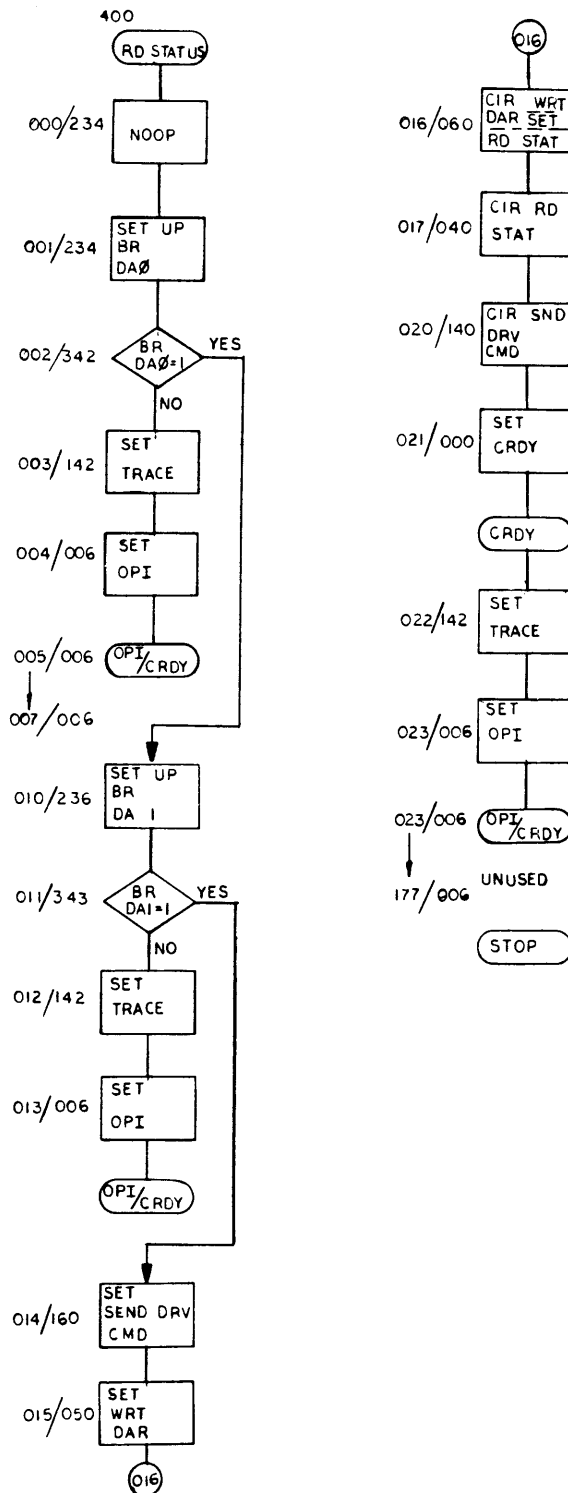 400
RD STATUS
000/234
NOOP
001/234
SET UP
BR
DAØ
002/342
BR
DAØ=1
YES
NO
003/142
SET
TRACE
004/006
SET
OPI
005/006
OPI/CRDY
007/006
010/236
SET UP
BR
DA 1
011/343
BR
DA1=1
YES
NO
012/142
SET
TRACE
013/006
SET
OPI
OPI/CRDY
014/160
SET
SEND DRV
CMD
015/050
SET
WRT
DAR
016
016
016/060
CIR WRT
DAR SET
RD STAT
017/040
CIR RD
STAT
020/140
CIR SND
DRV
CMD
021/000
SET
CRDY
CRDY
022/142
SET
TRACE
023/006
SET
OPI
023/006
OPI/CRDY
177/006
UNUSED
STOP